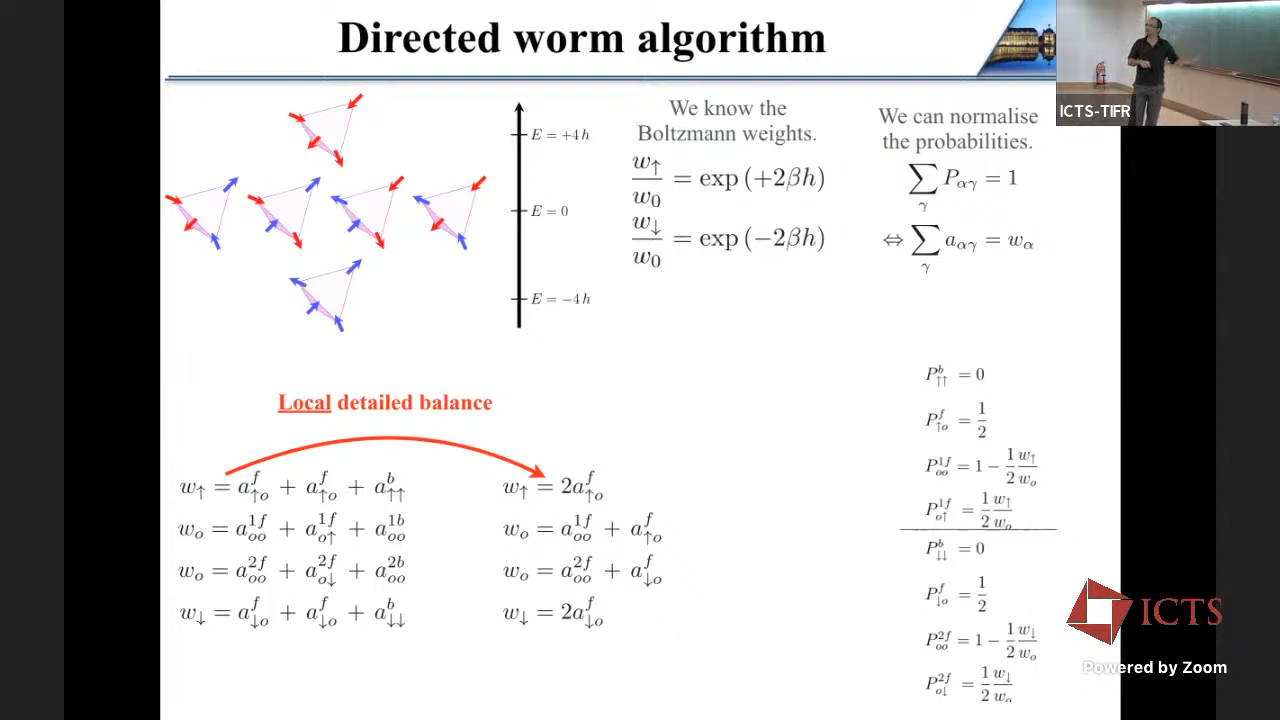 Directed worm algorithm
ICTS-TIFR
E = +4h
E = 0
E = −4h
We know the
Boltzmann weights.
w↑/w0 = exp (+2βh)
w↓/w0 = exp (−2βh)
We can normalise
the probabilities.
∑γ Pαγ = 1
⇔ ∑γ aαγ = wα
Local detailed balance
w↑ = a^f_↑o + a^f_↑o + a^b_↑↑
wo = a^1f_oo + a^1f_o↑ + a^1b_oo
wo = a^2f_oo + a^2f_o↓ + a^2b_oo
w↓ = a^f_↓o + a^f_↓o + a^b_↓↓
w↑ = 2a^f_↑o
wo = a^1f_oo + a^f_↑o
wo = a^2f_oo + a^f_↓o
w↓ = 2a^f_↓o
P^b_↑↑ = 0
P^f_↑o = 1/2
P^1f_oo = 1 − 1/2 w↑/wo
P^1f_o↑ = 1/2 w↑/wo
P^b_↓↓ = 0
P^f_↓o = 1/2
P^2f_oo = 1 − 1/2 w↓/wo
P^2f_o↓ = 1/2 w↓/wo
ICTS
Powered by Zoom